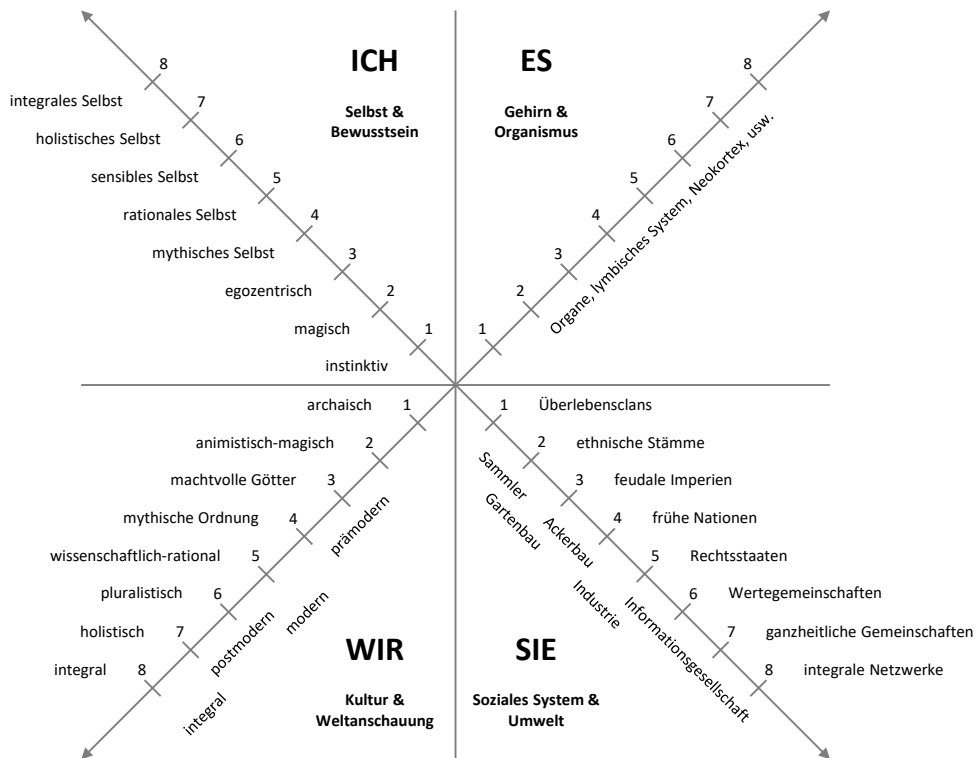 ICH
Selbst &
Bewusstsein
8
integrales Selbst
7
holistisches Selbst
6
sensibles Selbst
5
rationales Selbst
4
mythisches Selbst
3
egozentrisch
2
magisch
1
instinktiv
ES
Gehirn &
Organismus
8
7
6
5
4
3
2
1
Organe, lymbisches System, Neokortex, usw.
archaisch 1
animistisch-magisch 2
machtvolle Götter 3
mythische Ordnung 4
wissenschaftlich-rational 5
pluralistisch 6
holistisch 7
integral 8
prämodern
modern
postmodern
integral
WIR
Kultur &
Weltanschauung
1 Überlebensclans
2 ethnische Stämme
3 feudale Imperien
4 frühe Nationen
5 Rechtsstaaten
6 Wertegemeinschaften
7 ganzheitliche Gemeinschaften
8 integrale Netzwerke
Sammler
Gartenbau
Ackerbau
Industrie
Informationsgesellschaft
SIE
Soziales System &
Umwelt